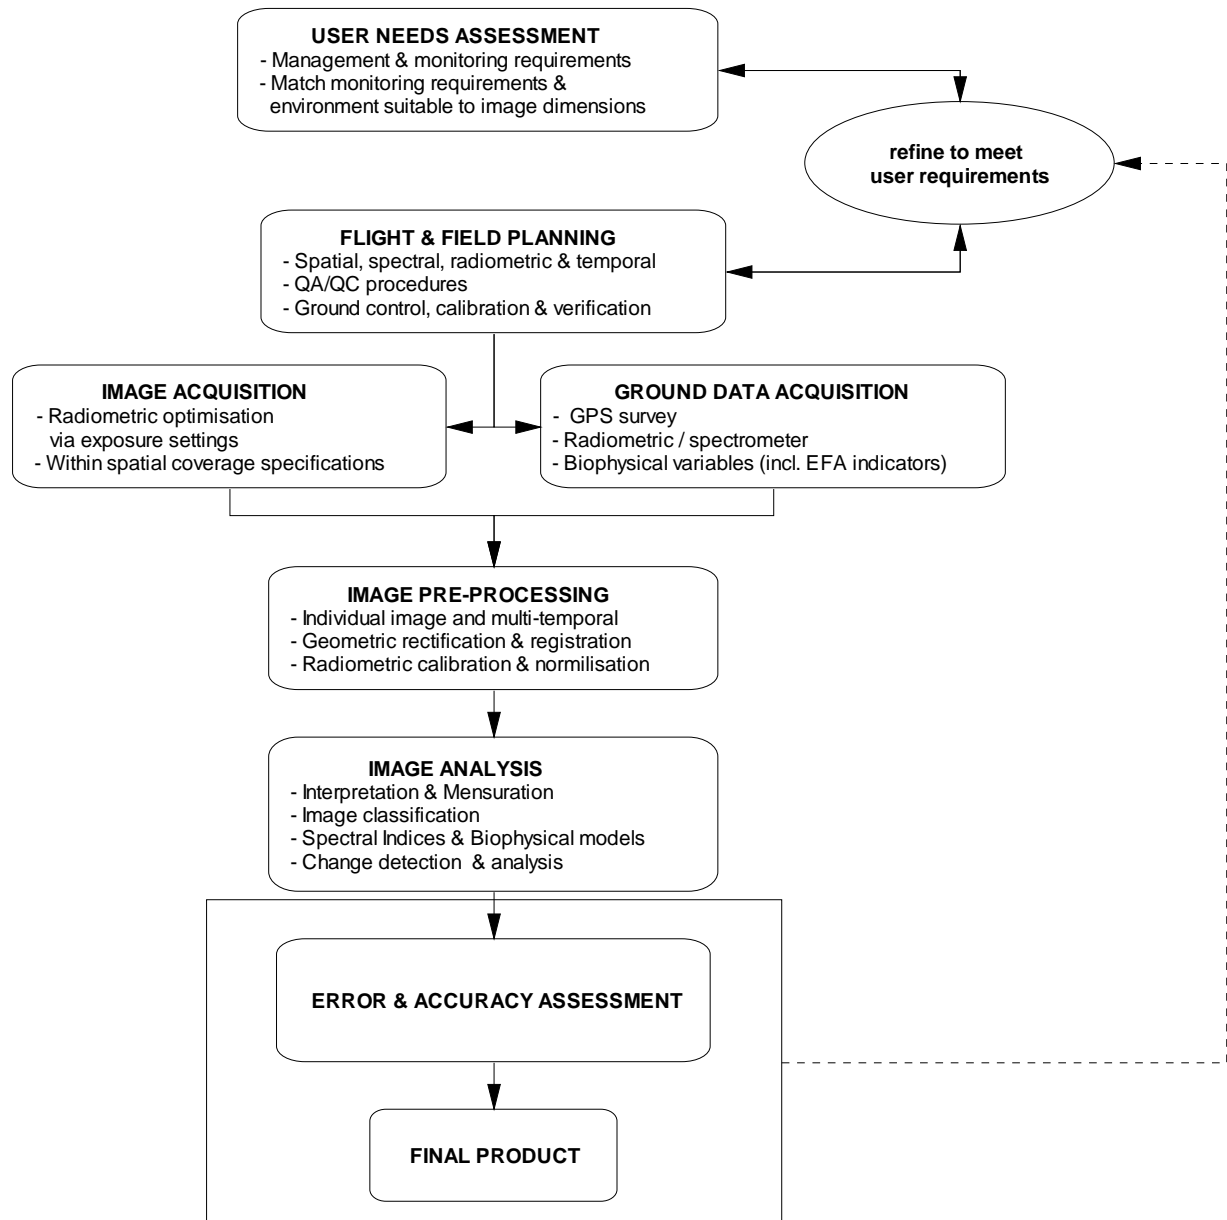 USER NEEDS ASSESSMENT
- Management & monitoring requirements
- Match monitoring requirements &
environment suitable to image dimensions
refine to meet
user requirements
FLIGHT & FIELD PLANNING
- Spatial, spectral, radiometric & temporal
- QA/QC procedures
- Ground control, calibration & verification
IMAGE ACQUISITION
- Radiometric optimisation
via exposure settings
- Within spatial coverage specifications
GROUND DATA ACQUISITION
- GPS survey
- Radiometric / spectrometer
- Biophysical variables (incl. EFA indicators)
IMAGE PRE-PROCESSING
- Individual image and multi-temporal
- Geometric rectification & registration
- Radiometric calibration & normilisation
IMAGE ANALYSIS
- Interpretation & Mensuration
- Image classification
- Spectral Indices & Biophysical models
- Change detection & analysis
ERROR & ACCURACY ASSESSMENT
FINAL PRODUCT